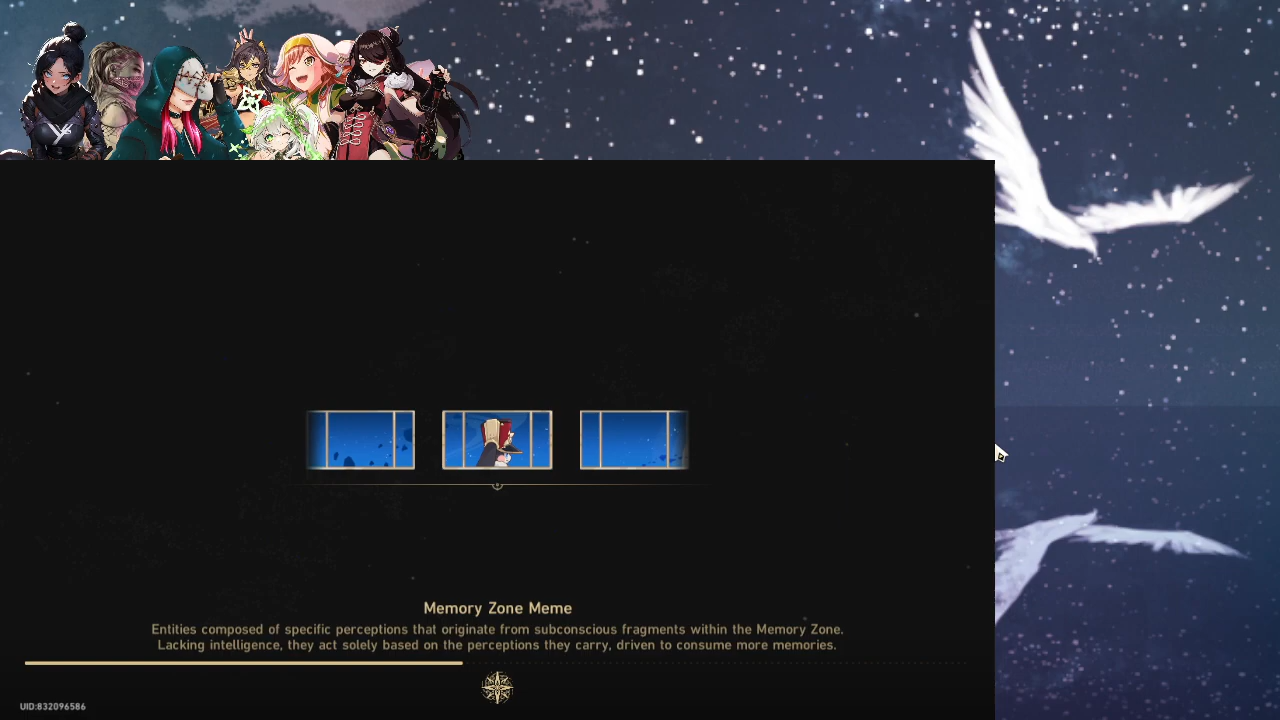 Memory Zone Meme
Entities composed of specific perceptions that originate from subconscious fragments within the Memory Zone.
Lacking intelligence, they act solely based on the perceptions they carry, driven to consume more memories.
UID:832096586